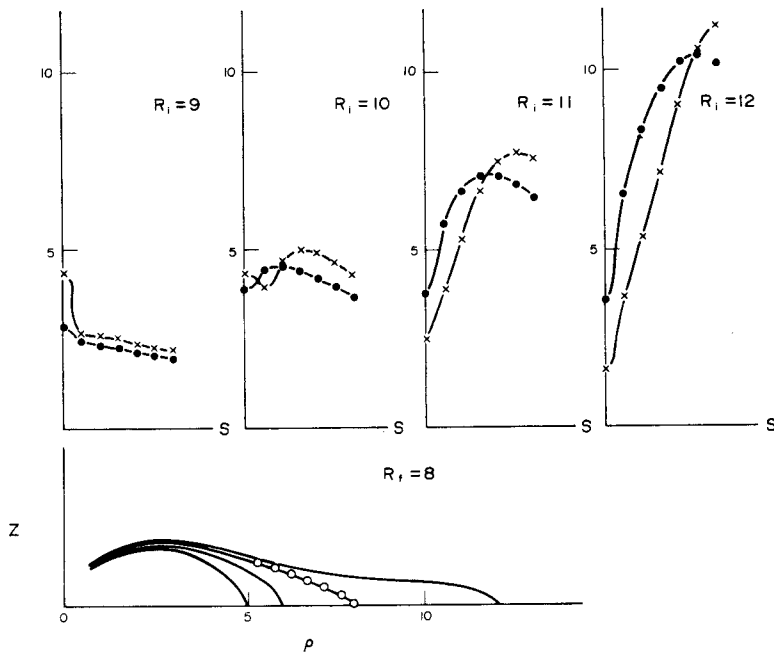 10
5
R_i = 9
S
10
5
R_i = 10
S
10
5
R_i = 11
S
10
5
R_i = 12
S
R_f = 8
Z
0
5
10
ρ